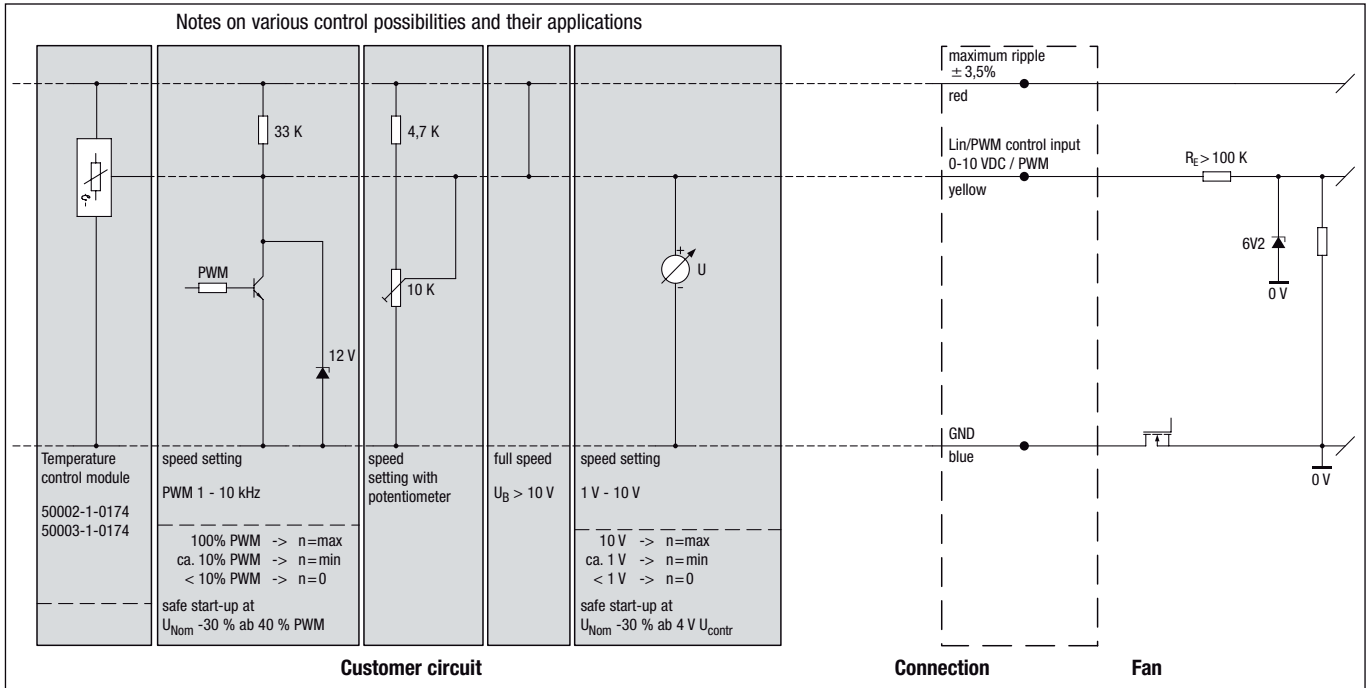 Notes on various control possibilities and their applications
maximum ripple
± 3,5%
red
33 K
4,7 K
Lin/PWM control input
0-10 VDC / PWM
yellow
R_E > 100 K
PWM
10 K
+
U
-
6V2
0 V
12 V
GND
blue
0 V
Temperature
control module
50002-1-0174
50003-1-0174
speed setting
PWM 1 - 10 kHz
100% PWM -> n=max
ca. 10% PWM -> n=min
< 10% PWM -> n=0
safe start-up at
U_Nom -30 % ab 40 % PWM
speed
setting with
potentiometer
full speed
U_B > 10 V
speed setting
1 V - 10 V
10 V -> n=max
ca. 1 V -> n=min
< 1 V -> n=0
safe start-up at
U_Nom -30 % ab 4 V U_contr
Customer circuit
Connection
Fan